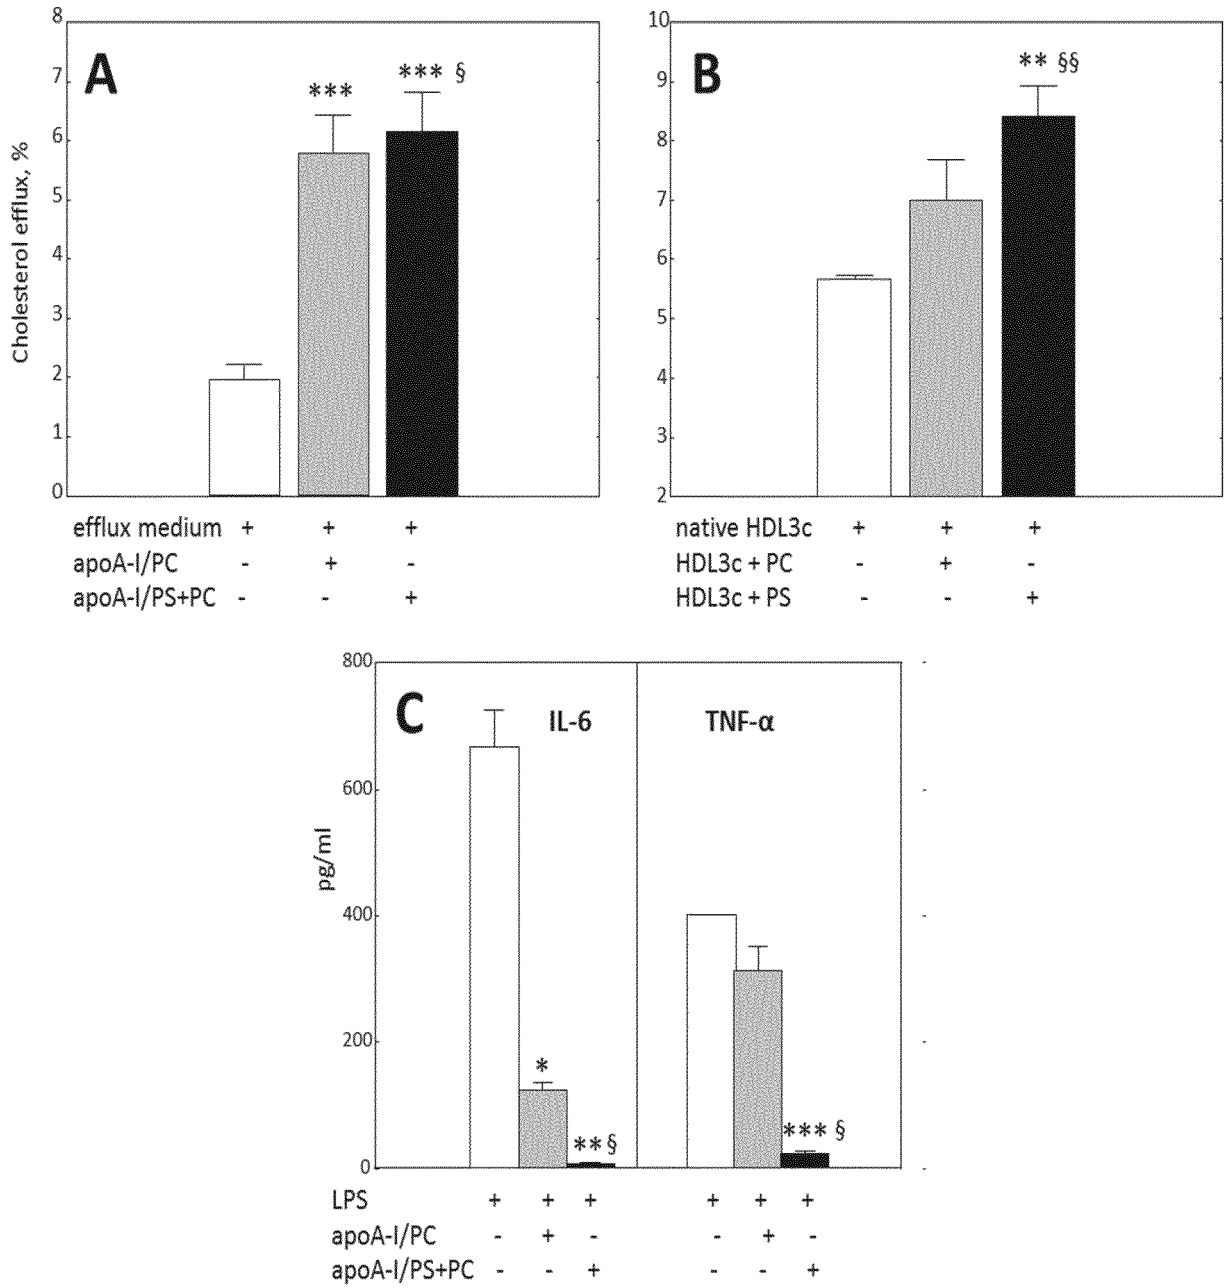 A
Cholesterol efflux, %
8
7
6
5
4
3
2
1
0
***
*** §
efflux medium + + +
apoA-I/PC - + -
apoA-I/PS+PC - - +
B
10
9
8
7
6
5
4
3
2
** §§
native HDL3c + + +
HDL3c + PC - + -
HDL3c + PS - - +
C
IL-6
TNF-α
pg/ml
800
600
400
200
0
*
** §
*** §
LPS + + + + + +
apoA-I/PC - + - - + -
apoA-I/PS+PC - - + - - +